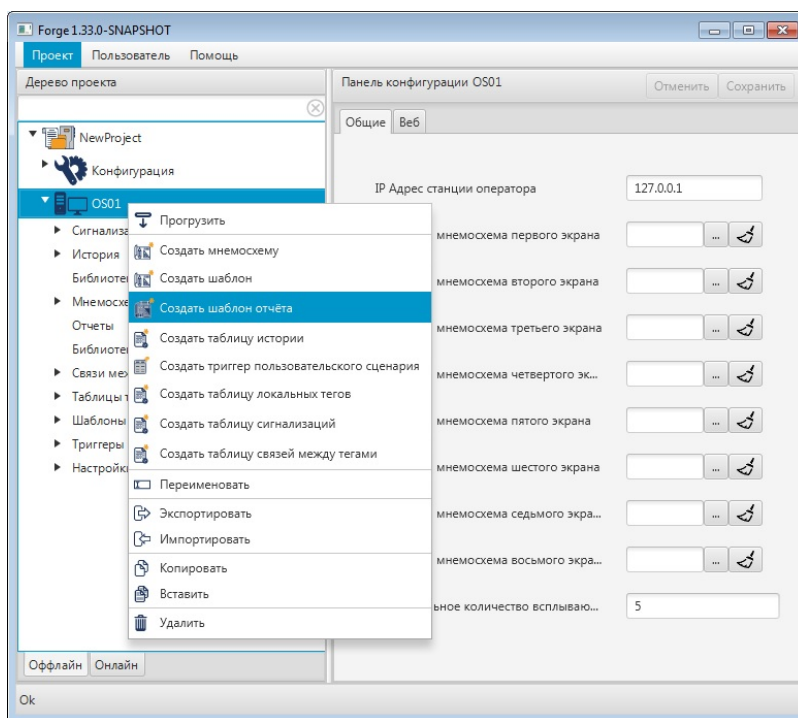 Forge 1.33.0-SNAPSHOT
Проект Пользователь Помощь
Дерево проекта
Панель конфигурации OS01
Отменить Сохранить
Общие Веб
NewProject
Конфигурация
OS01
Сигнализа
История
Библиоте
Мнемосхе
Отчеты
Библиоте
Связи меж
Таблицы т
Шаблоны
Триггеры
Настройк
Прогрузить
Создать мнемосхему
Создать шаблон
Создать шаблон отчёта
Создать таблицу истории
Создать триггер пользовательского сценария
Создать таблицу локальных тегов
Создать таблицу сигнализаций
Создать таблицу связей между тегами
Переименовать
Экспортировать
Импортировать
Копировать
Вставить
Удалить
IP Адрес станции оператора 127.0.0.1
мнемосхема первого экрана ...
мнемосхема второго экрана ...
мнемосхема третьего экрана ...
мнемосхема четвертого эк... ...
мнемосхема пятого экрана ...
мнемосхема шестого экрана ...
мнемосхема седьмого экра... ...
мнемосхема восьмого экра... ...
ьное количество всплываю... 5
Оффлайн Онлайн
Ok